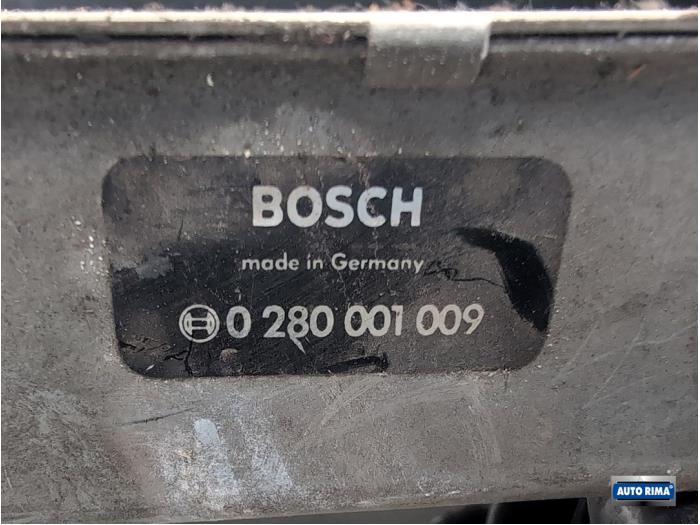 BOSCH
made in Germany
0 280 001 009
AUTO RIMA